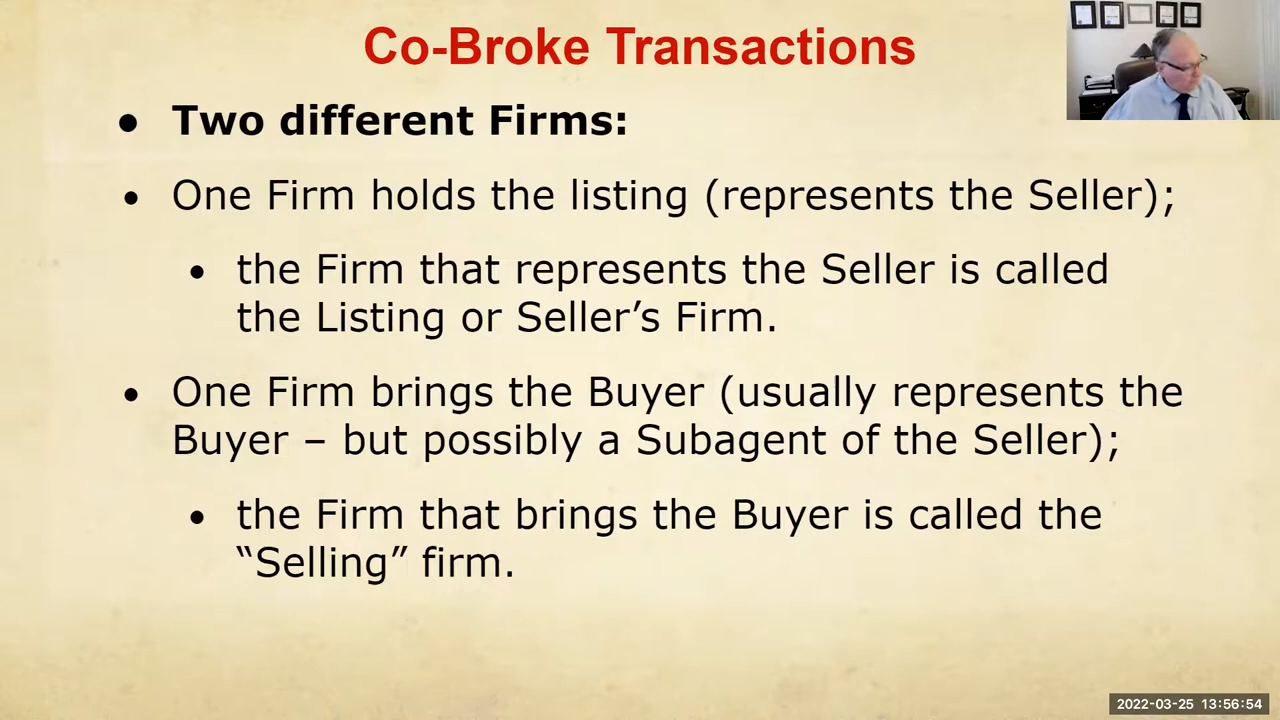 Co-Broke Transactions
• Two different Firms:
• One Firm holds the listing (represents the Seller);
• the Firm that represents the Seller is called
the Listing or Seller’s Firm.
• One Firm brings the Buyer (usually represents the
Buyer – but possibly a Subagent of the Seller);
• the Firm that brings the Buyer is called the
“Selling” firm.
2022-03-25 13:56:54